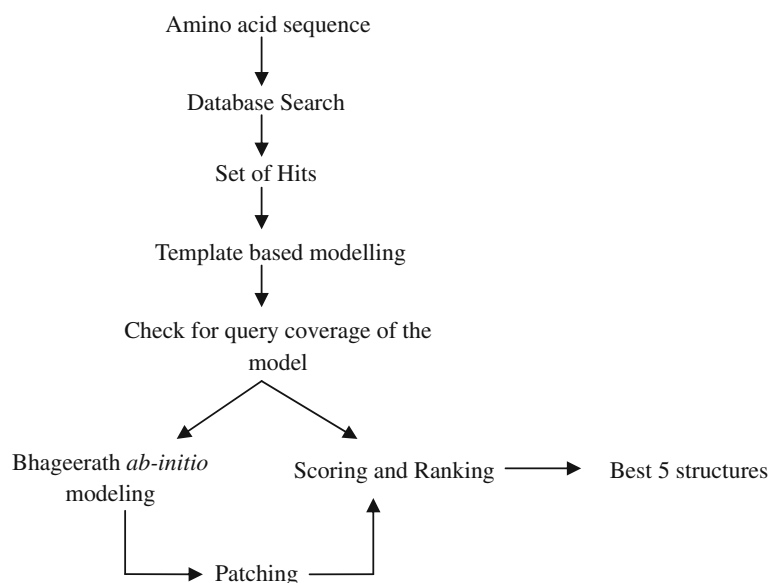 Amino acid sequence
Database Search
Set of Hits
Template based modelling
Check for query coverage of the
model
Bhageerath ab-initio
modeling
Scoring and Ranking
Best 5 structures
Patching